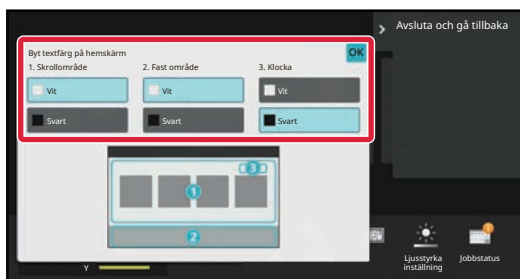 Avsluta och gå tillbaka
Byt textfärg på hemskärm
OK
1. Skrollområde
2. Fast område
3. Klocka
Vit
Vit
Vit
Svart
Svart
Svart
3
1
2
Ljusstyrka
inställning
Jobbstatus
Y